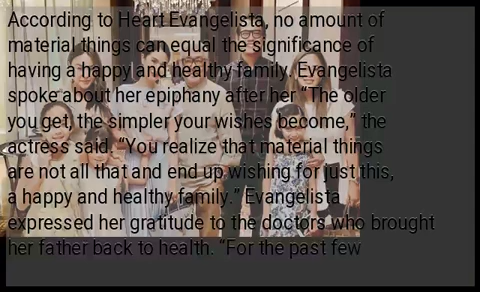 According to Heart Evangelista, no amount of
material things can equal the significance of
having a happy and healthy family. Evangelista
spoke about her epiphany after her “The older
you get, the simpler your wishes become,” the
actress said. “You realize that material things
are not all that and end up wishing for just this,
a happy and healthy family.” Evangelista
expressed her gratitude to the doctors who brought
her father back to health. “For the past few